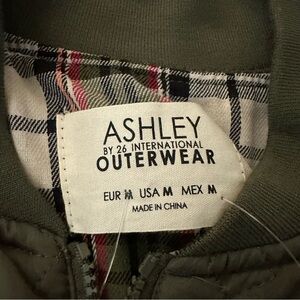 ASHLEY
BY 26 INTERNATIONAL
OUTERWEAR
EUR M USA M MEX M
MADE IN CHINA